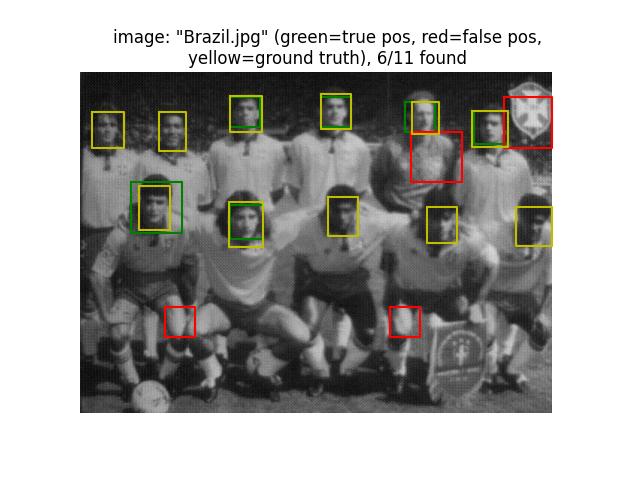 image: "Brazil.jpg" (green=true pos, red=false pos,
yellow=ground truth), 6/11 found